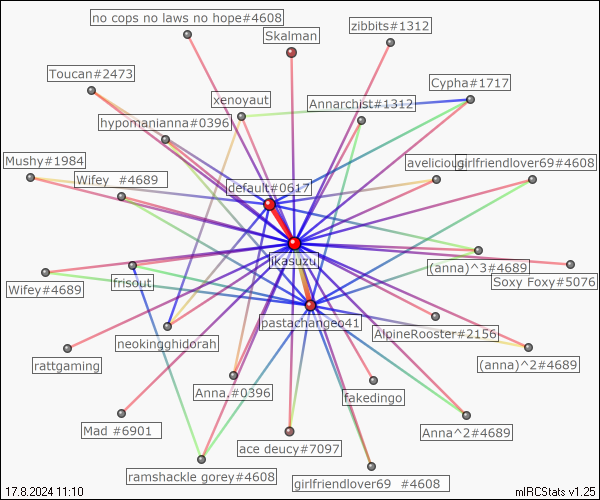 no cops no laws no hope#4608
zibbits#1312
Skalman
Toucan#2473
Cypha#1717
xenoyaut
Annarchist#1312
hypomanianna#0396
Mushy#1984
aveliciou
girlfriendlover69#4608
Wifey_#4689
default#0617
ikasuzu
(anna)^3#4689
Wifey#4689
frisout
Soxy Foxy#5076
pastachangeo41
AlpineRooster#2156
neokingghidorah
rattgaming
(anna)^2#4689
Anna.#0396
fakedingo
Mad_#6901
Anna^2#4689
ace deucy#7097
ramshackle gorey#4608
girlfriendlover69_#4608
17.8.2024 11:10
mIRCStats v1.25